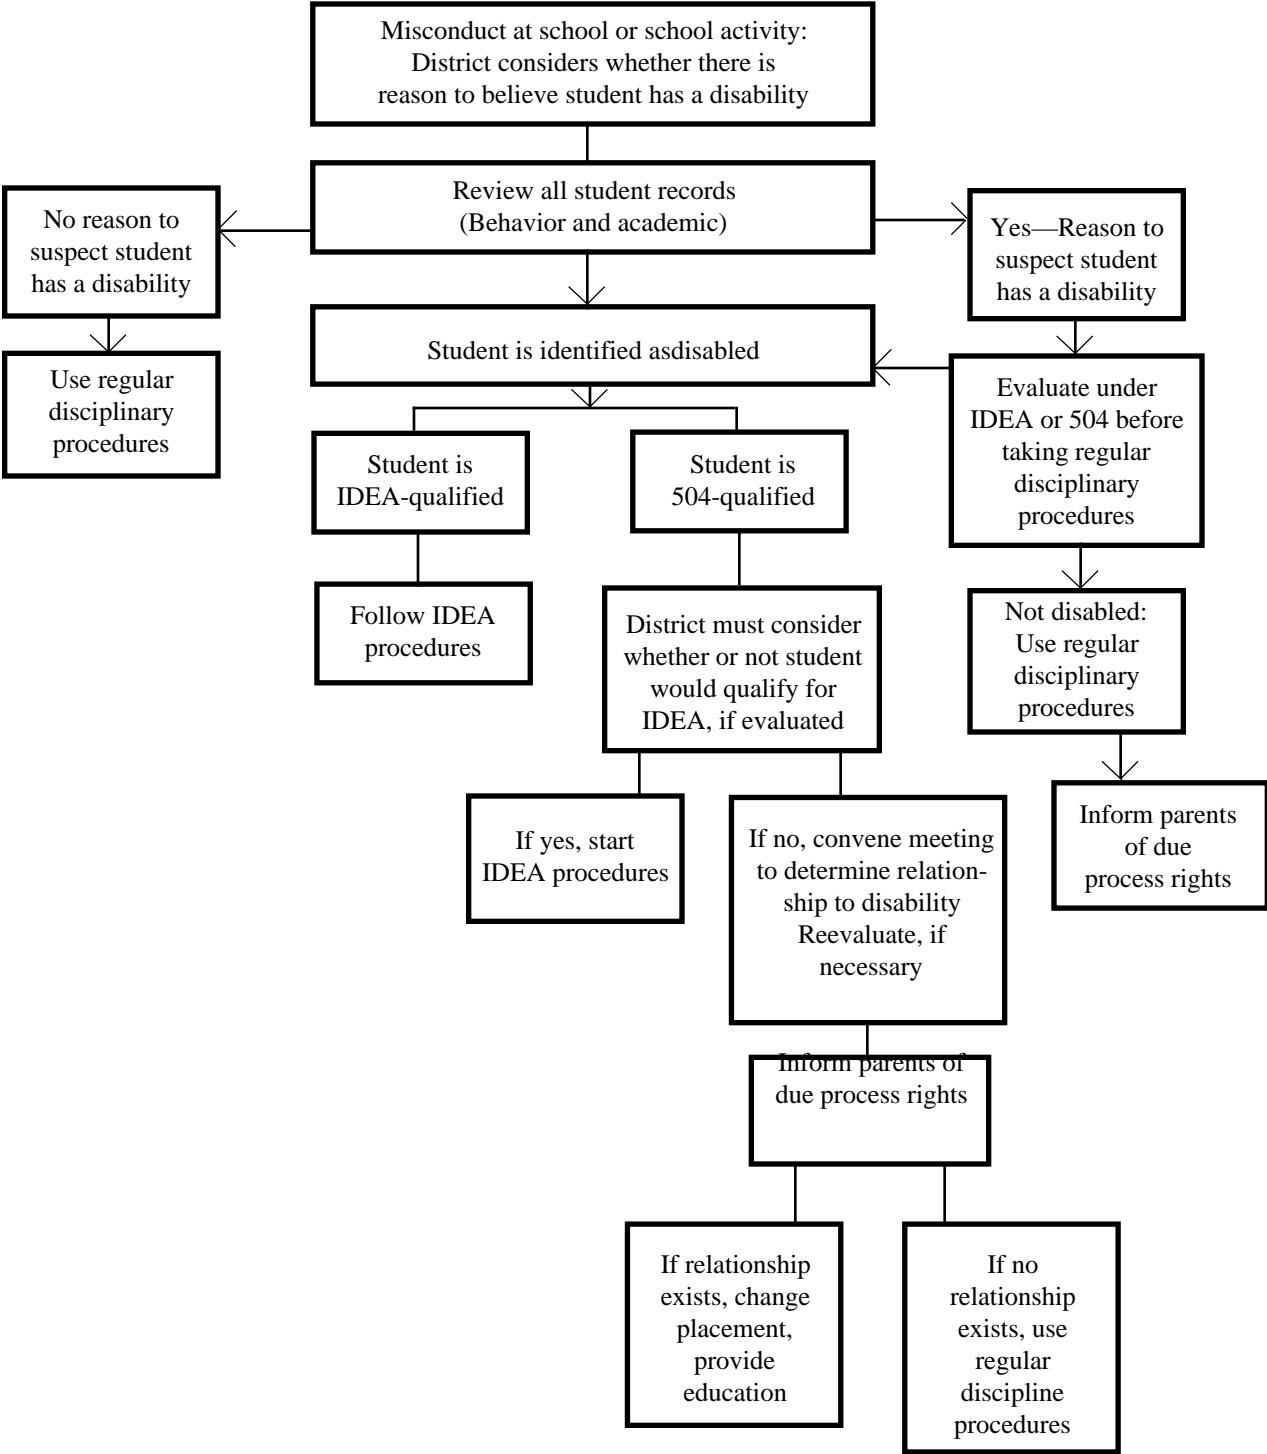 Misconduct at school or school activity:
District considers whether there is
reason to believe student has a disability
Review all student records
(Behavior and academic)
No reason to
suspect student
has a disability
Yes—Reason to
suspect student
has a disability
Use regular
disciplinary
procedures
Student is identified asdisabled
Evaluate under
IDEA or 504 before
taking regular
disciplinary
procedures
Student is
IDEA-qualified
Student is
504-qualified
Follow IDEA
procedures
District must consider
whether or not student
would qualify for
IDEA, if evaluated
Not disabled:
Use regular
disciplinary
procedures
Inform parents
of due
process rights
If yes, start
IDEA procedures
If no, convene meeting
to determine relation-
ship to disability
Reevaluate, if
necessary
Inform parents of
due process rights
If relationship
exists, change
placement,
provide
education
If no
relationship
exists, use
regular
discipline
procedures